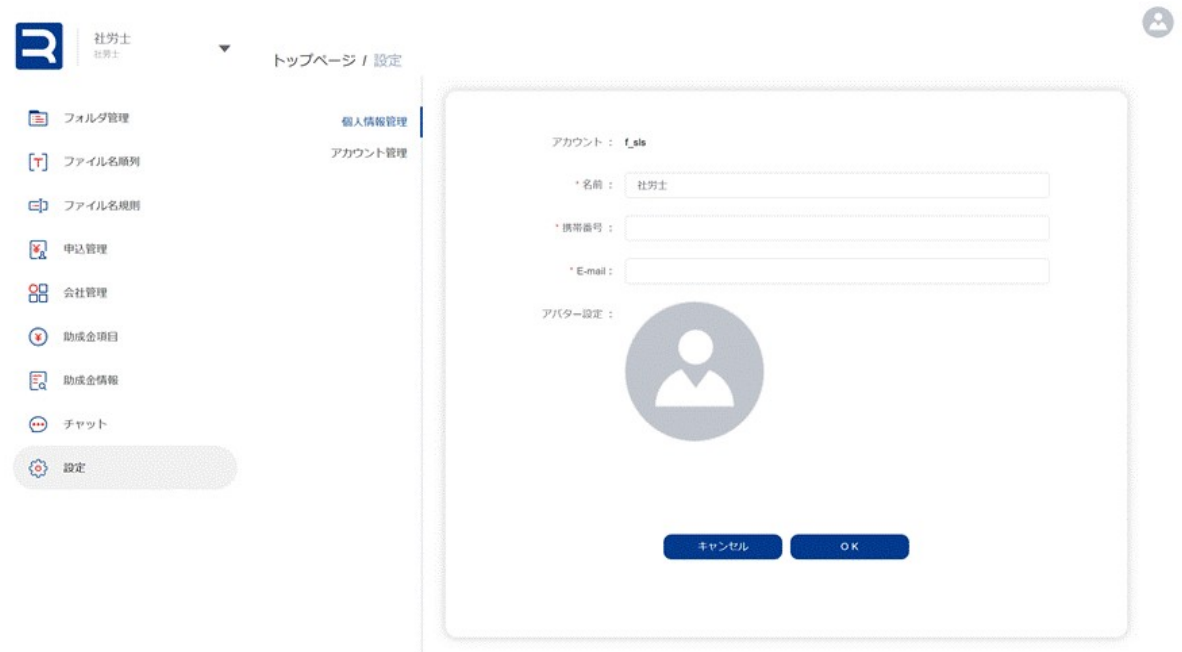 社労士
社労士
トップページ / 設定
フォルダ管理
ファイル名順列
ファイル名規則
申込管理
会社管理
助成金項目
助成金情報
チャット
設定
個人情報管理
アカウント管理
アカウント : f_sls
* 名前 : 社労士
* 携帯番号 :
* E-mail :
アバター設定 :
キャンセル
OK